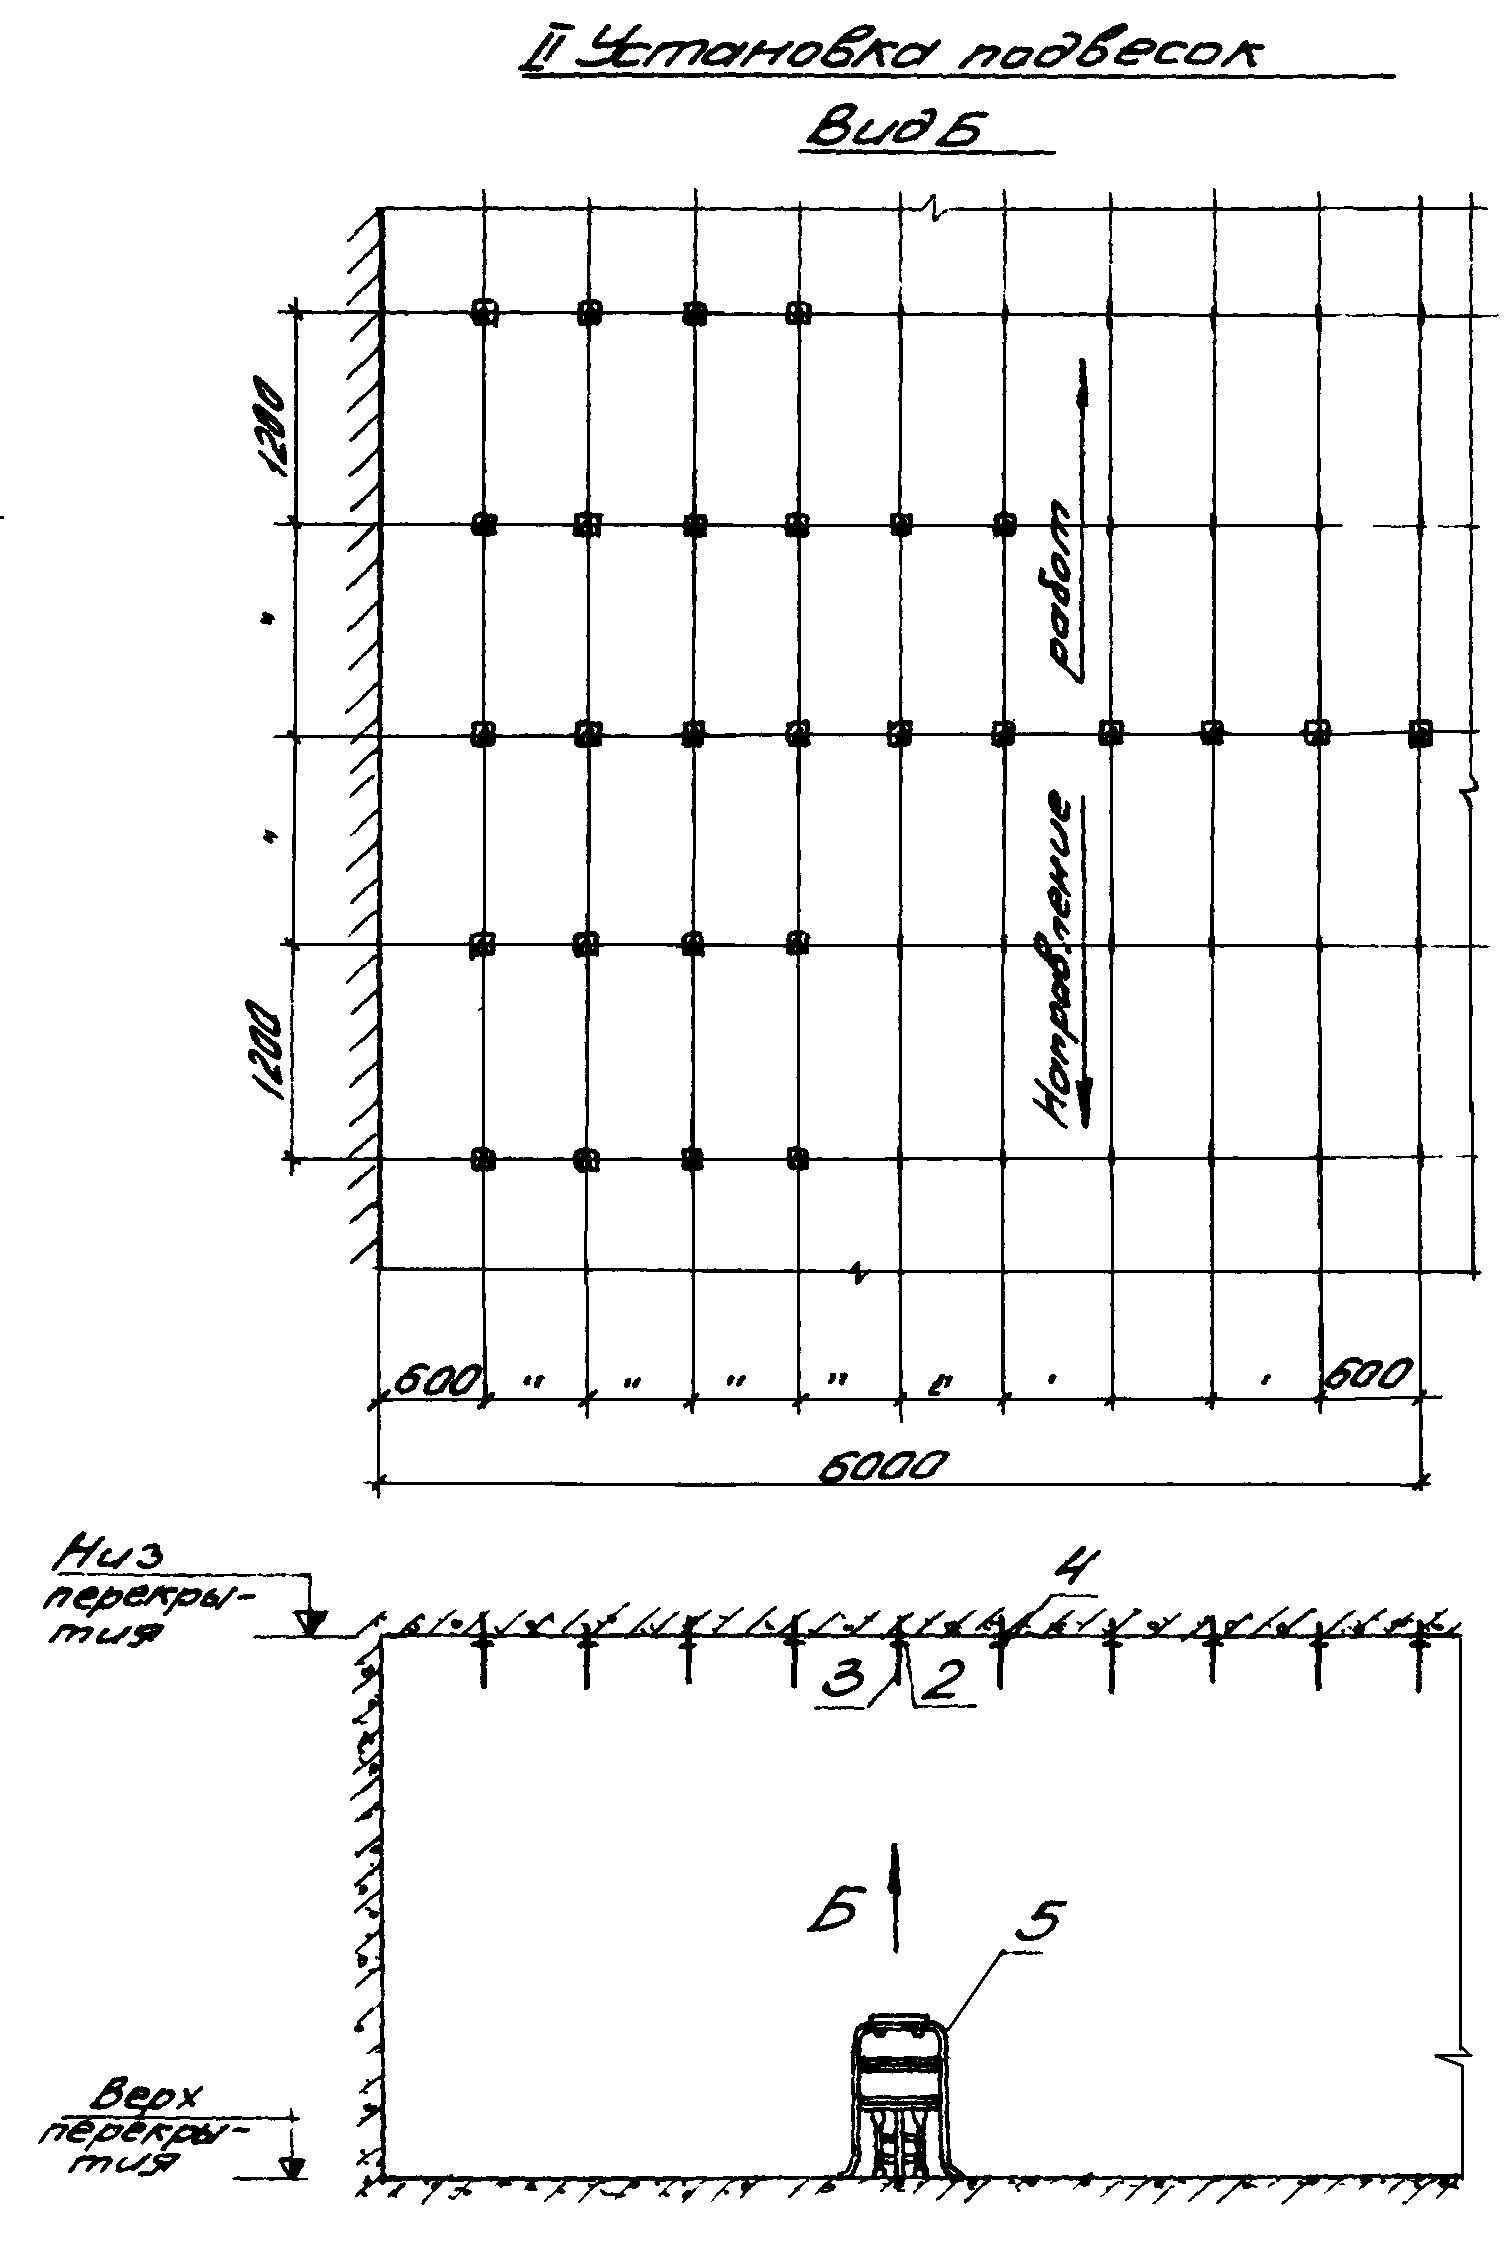 II Установка подвесок
Вид Б
1200
"
"
1200
работ
Направление
600 " " " " " ' ' 600
6000
Низ
перекры-
тия
4
3 2
Б
5
Верх
перекры-
тия